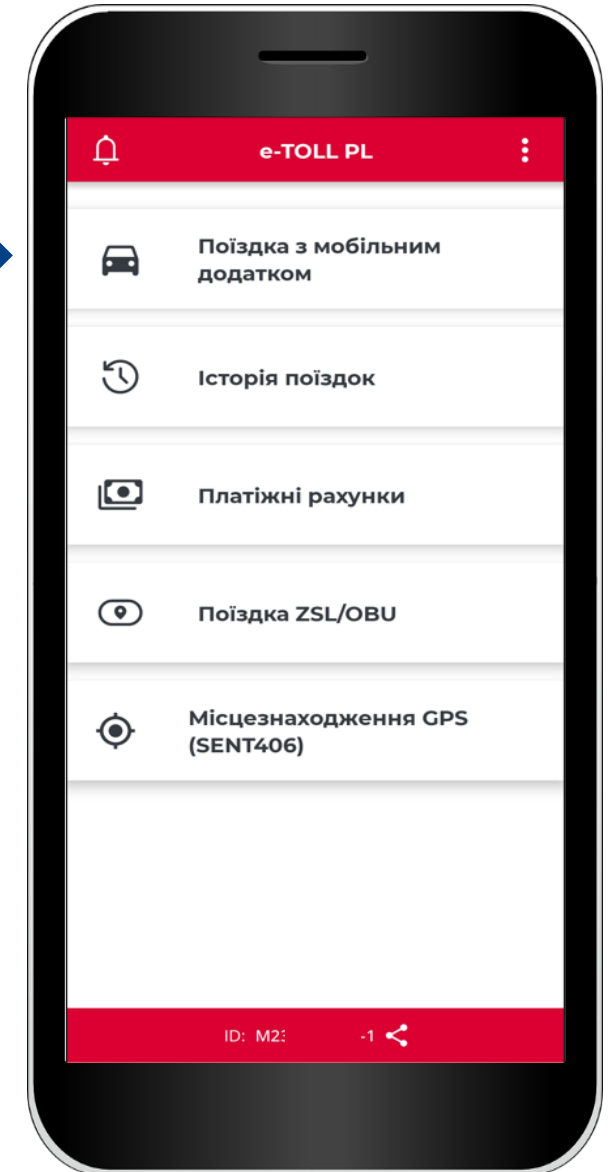 e-TOLL PL
Поїздка з мобільним
додатком
Історія поїздок
Платіжні рахунки
Поїздка ZSL/OBU
Місцезнаходження GPS
(SENT406)
ID: M2 -1